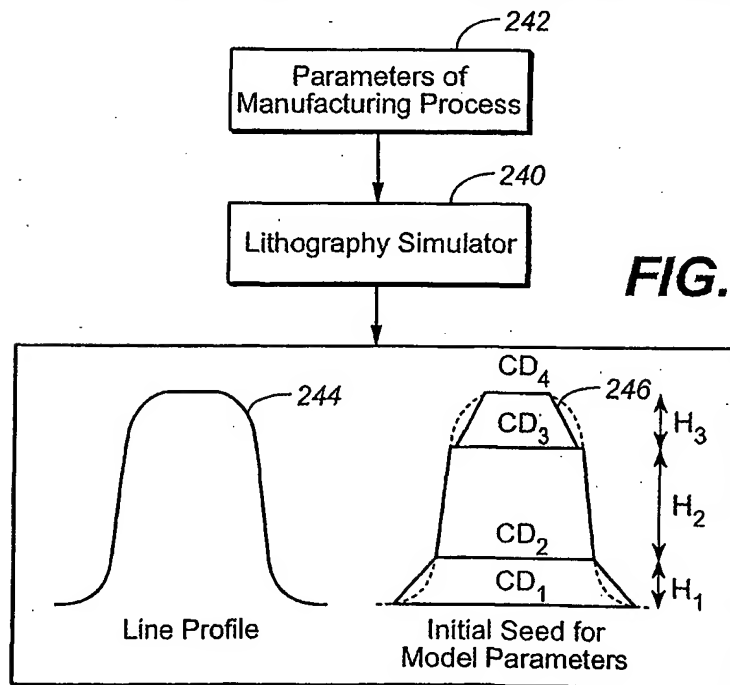 242
Parameters of
Manufacturing Process
240
Lithography Simulator
FIG.
244
CD4
246
CD3
H3
H2
CD2
CD1
H1
Line Profile
Initial Seed for
Model Parameters